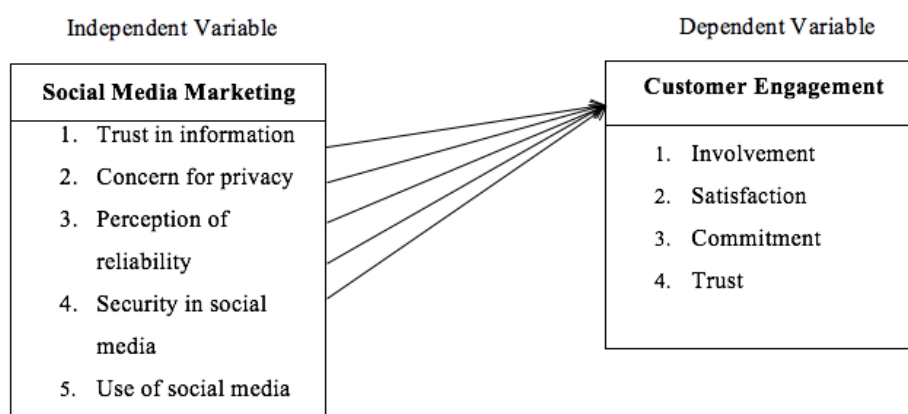 Independent Variable
Dependent Variable
Social Media Marketing
1. Trust in information
2. Concern for privacy
3. Perception of
reliability
4. Security in social
media
5. Use of social media
Customer Engagement
1. Involvement
2. Satisfaction
3. Commitment
4. Trust